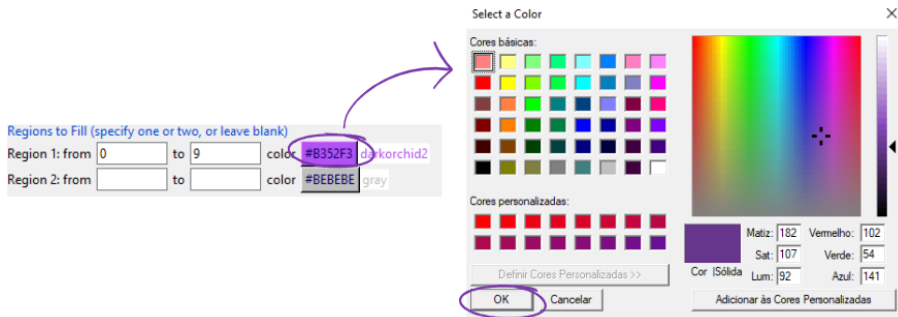 Select a Color
Cores básicas:
Regions to Fill (specify one or two, or leave blank)
Region 1: from 0 to 9 color #B352F3 darkorchid2
Region 2: from to color #BEBEBE gray
Cores personalizadas:
Definir Cores Personalizadas >>
OK Cancelar
Cor |Sólida
Matiz: 182 Vermelho: 102
Sat: 107 Verde: 54
Lum: 92 Azul: 141
Adicionar às Cores Personalizadas